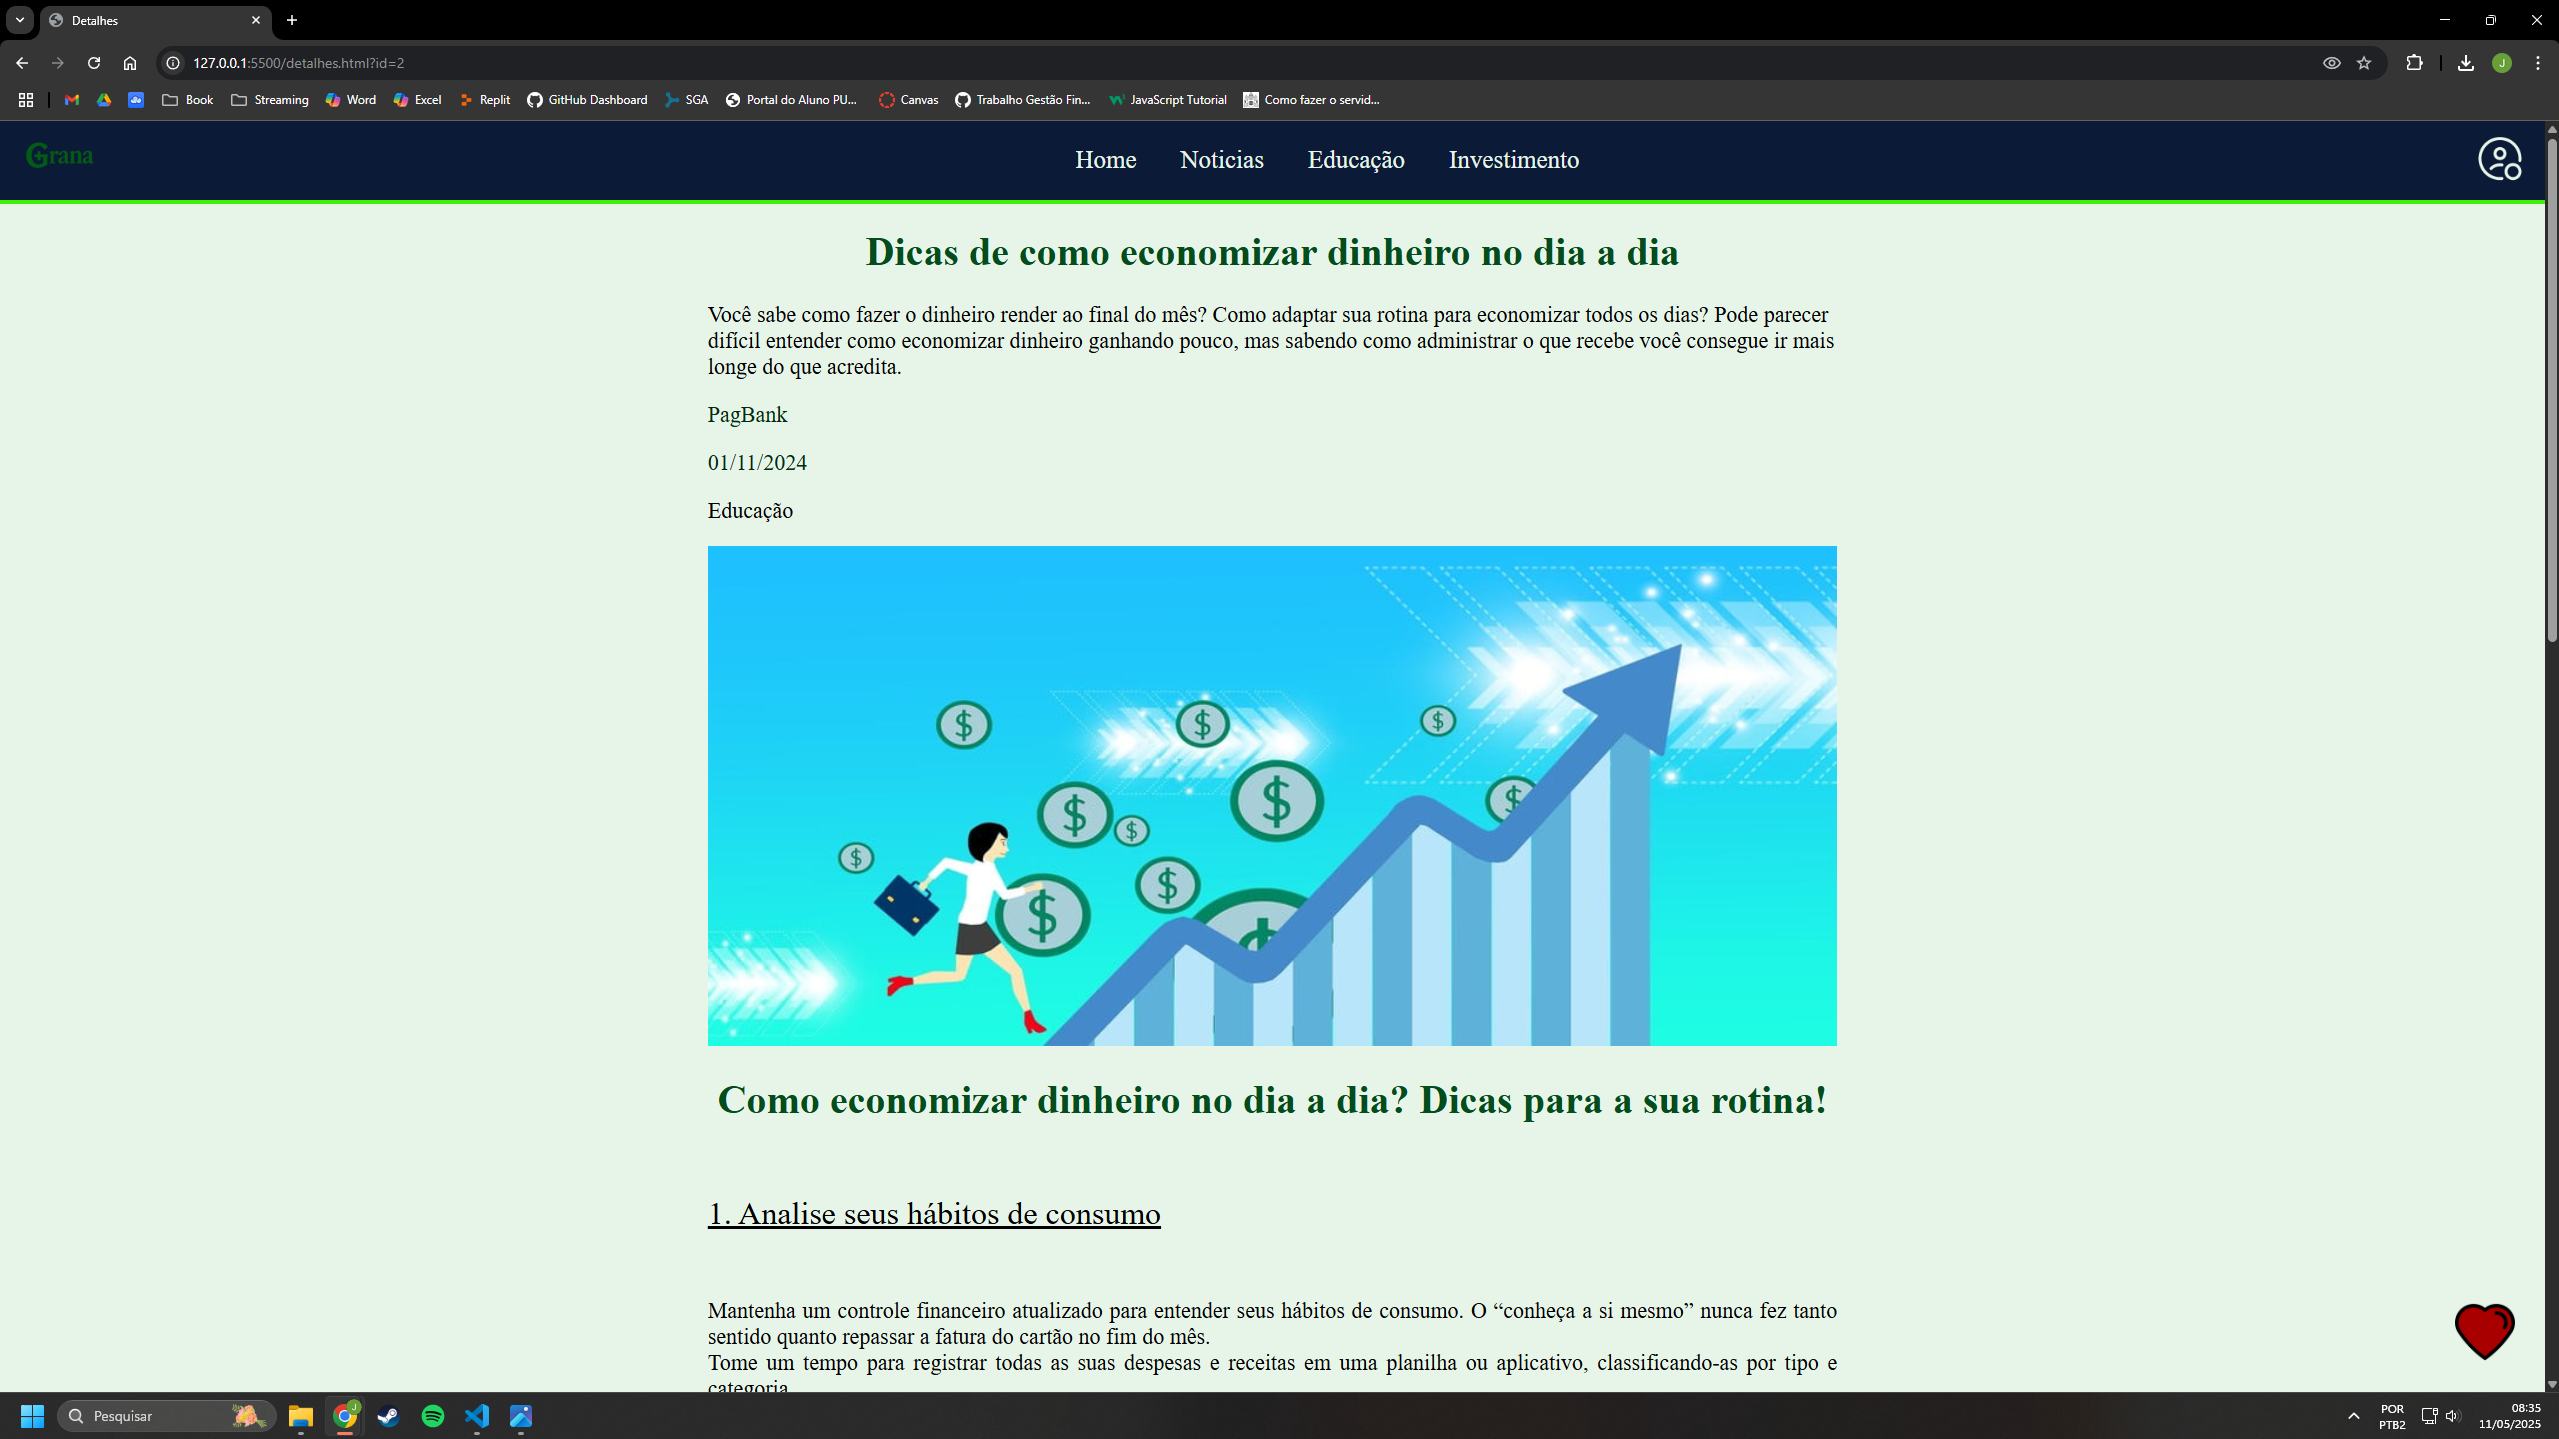 Detalhes
127.0.0.1:5500/detalhes.html?id=2
J
Book
Streaming
Word
Excel
Replit
GitHub Dashboard
SGA
Portal do Aluno PU...
Canvas
Trabalho Gestão Fin...
JavaScript Tutorial
Como fazer o servid...
Grana
Home
Noticias
Educação
Investimento
Dicas de como economizar dinheiro no dia a dia
Você sabe como fazer o dinheiro render ao final do mês? Como adaptar sua rotina para economizar todos os dias? Pode parecer
difícil entender como economizar dinheiro ganhando pouco, mas sabendo como administrar o que recebe você consegue ir mais
longe do que acredita.
PagBank
01/11/2024
Educação
$
$
$
$
$
$
$
$
$
$
Como economizar dinheiro no dia a dia? Dicas para a sua rotina!
1. Analise seus hábitos de consumo
Mantenha um controle financeiro atualizado para entender seus hábitos de consumo. O “conheça a si mesmo” nunca fez tanto
sentido quanto repassar a fatura do cartão no fim do mês.
Tome um tempo para registrar todas as suas despesas e receitas em uma planilha ou aplicativo, classificando-as por tipo e
categoria
Pesquisar
J
POR
PTB2
08:35
11/05/2025